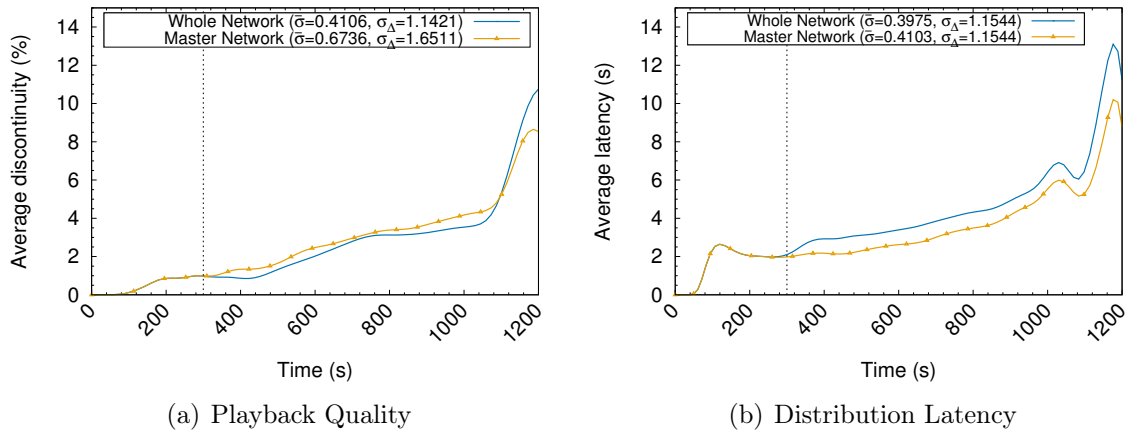 Whole Network (σ̄=0.4106, σΔ=1.1421)
Master Network (σ̄=0.6736, σΔ=1.6511)
Average discontinuity (%)
14
12
10
8
6
4
2
0
0 200 400 600 800 1000 1200
Time (s)
(a) Playback Quality
Whole Network (σ̄=0.3975, σΔ=1.1544)
Master Network (σ̄=0.4103, σΔ=1.1544)
Average latency (s)
14
12
10
8
6
4
2
0
0 200 400 600 800 1000 1200
Time (s)
(b) Distribution Latency